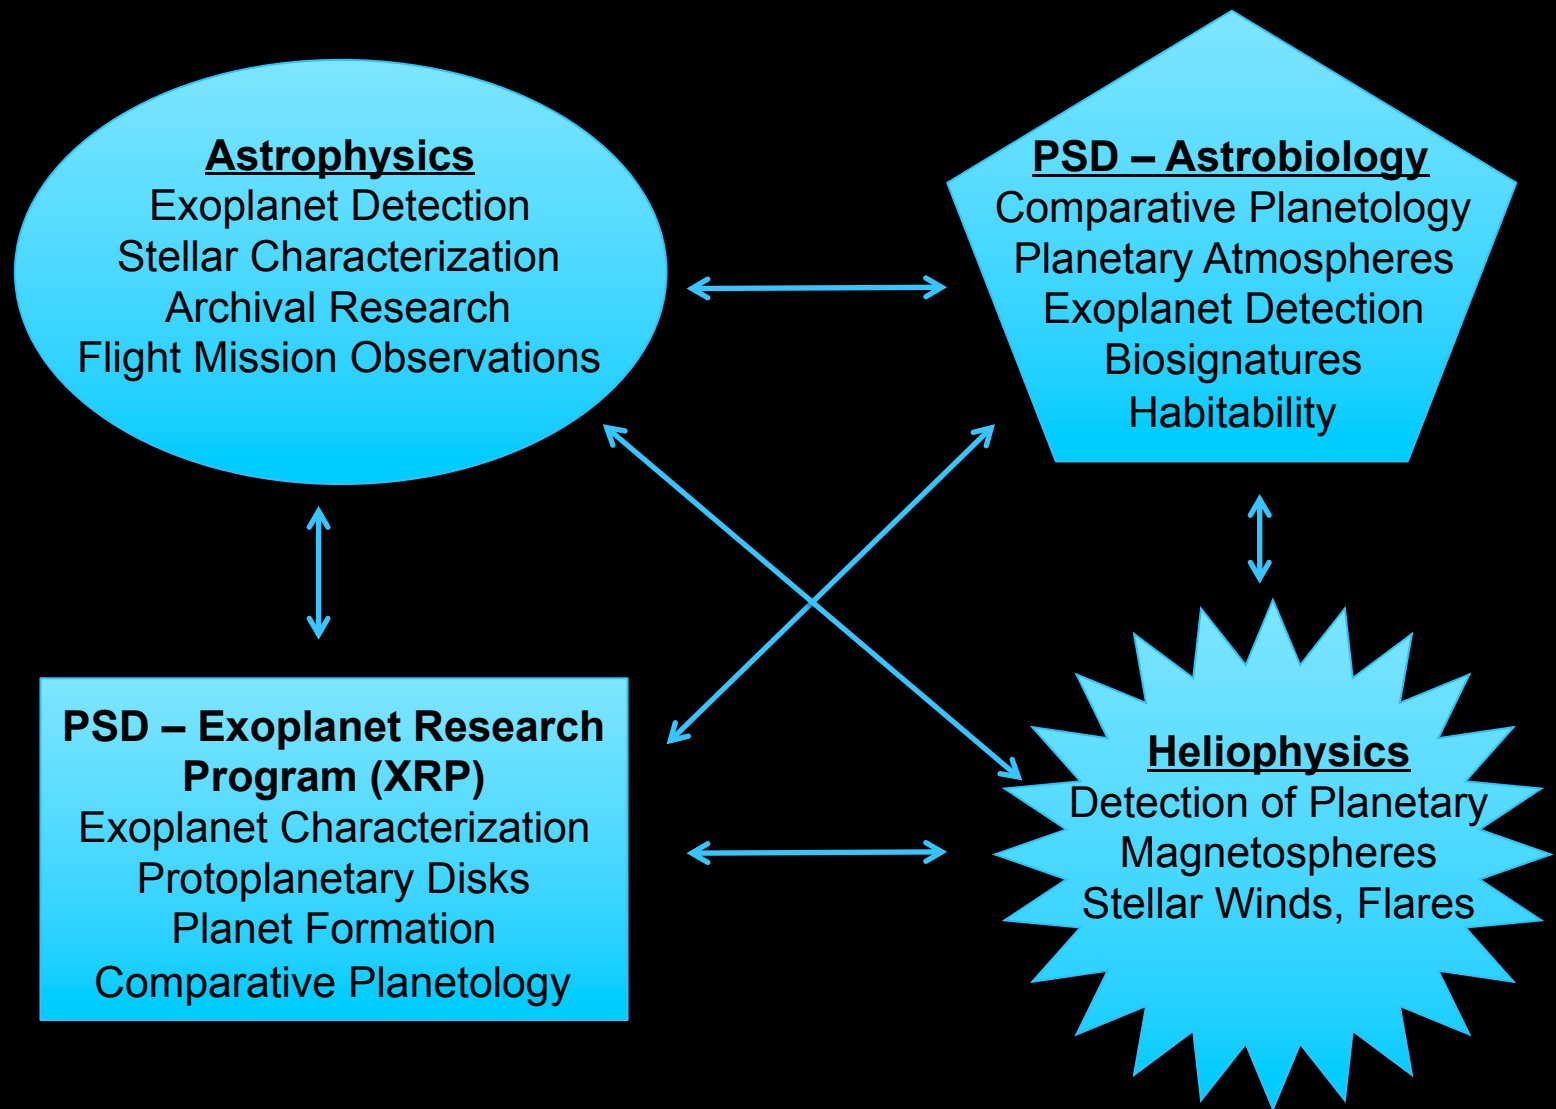 Astrophysics
Exoplanet Detection
Stellar Characterization
Archival Research
Flight Mission Observations
PSD – Astrobiology
Comparative Planetology
Planetary Atmospheres
Exoplanet Detection
Biosignatures
Habitability
PSD – Exoplanet Research
Program (XRP)
Exoplanet Characterization
Protoplanetary Disks
Planet Formation
Comparative Planetology
Heliophysics
Detection of Planetary
Magnetospheres
Stellar Winds, Flares